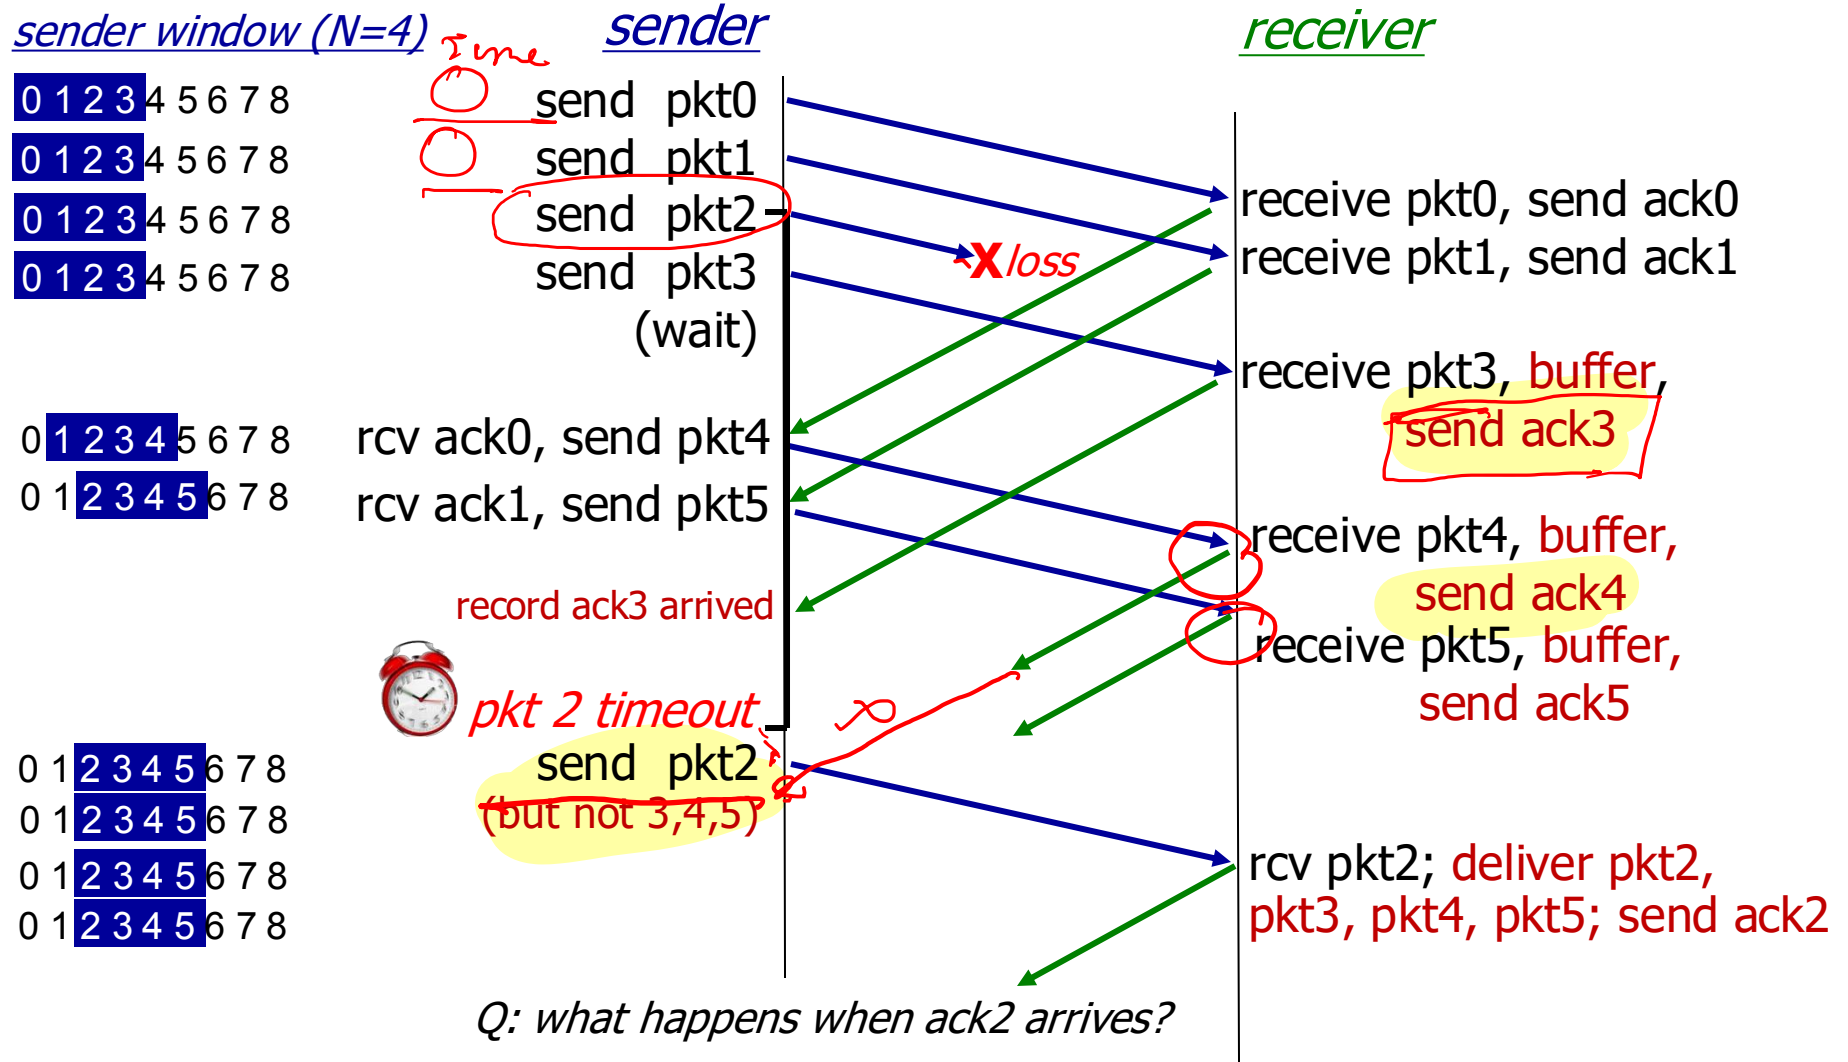 sender window (N=4)
sender
receiver
Time
0 1 2 3 4 5 6 7 8
send pkt0
0 1 2 3 4 5 6 7 8
send pkt1
0 1 2 3 4 5 6 7 8
send pkt2
0 1 2 3 4 5 6 7 8
send pkt3
(wait)
X loss
receive pkt0, send ack0
receive pkt1, send ack1
receive pkt3, buffer,
send ack3
0 1 2 3 4 5 6 7 8
rcv ack0, send pkt4
0 1 2 3 4 5 6 7 8
rcv ack1, send pkt5
receive pkt4, buffer,
send ack4
record ack3 arrived
receive pkt5, buffer,
send ack5
pkt 2 timeout
0 1 2 3 4 5 6 7 8
send pkt2
0 1 2 3 4 5 6 7 8
(but not 3,4,5)
0 1 2 3 4 5 6 7 8
0 1 2 3 4 5 6 7 8
rcv pkt2; deliver pkt2,
pkt3, pkt4, pkt5; send ack2
Q: what happens when ack2 arrives?